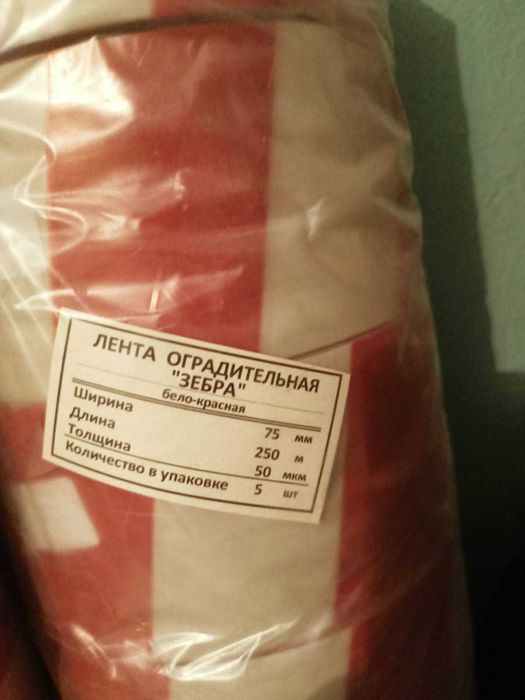 ЛЕНТА ОГРАДИТЕЛЬНАЯ
"ЗЕБРА"
бело-красная
Ширина 75 мм
Длина 250 м
Толщина 50 мкм
Количество в упаковке 5 шт